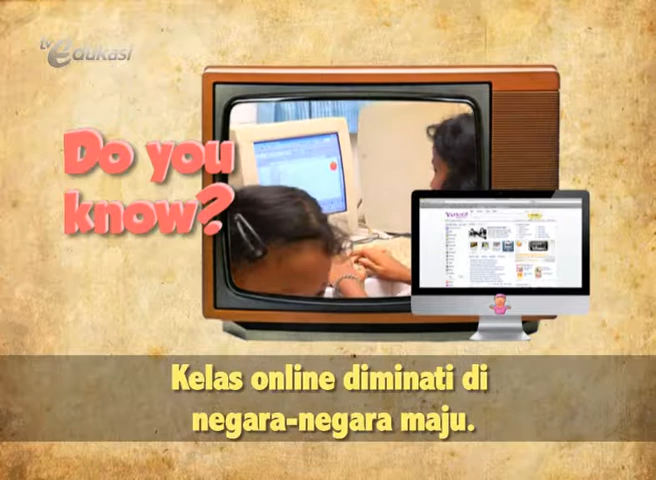 tv edukasi
Do you
know?
YAHOO!
Kelas online diminati di
negara-negara maju.